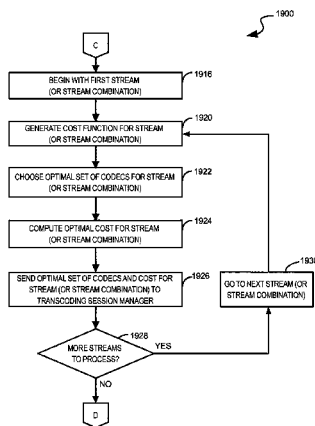 1900
C
BEGIN WITH FIRST STREAM
(OR STREAM COMBINATION)
1916
GENERATE COST FUNCTION FOR STREAM
(OR STREAM COMBINATION)
1920
CHOOSE OPTIMAL SET OF CODECS FOR STREAM
(OR STREAM COMBINATION)
1922
COMPUTE OPTIMAL COST FOR STREAM
(OR STREAM COMBINATION)
1924
SEND OPTIMAL SET OF CODECS AND COST FOR
STREAM (OR STREAM COMBINATION) TO
TRANSCODING SESSION MANAGER
1926
GO TO NEXT STREAM (OR
STREAM COMBINATION)
1930
MORE STREAMS
TO PROCESS?
1928
YES
NO
D